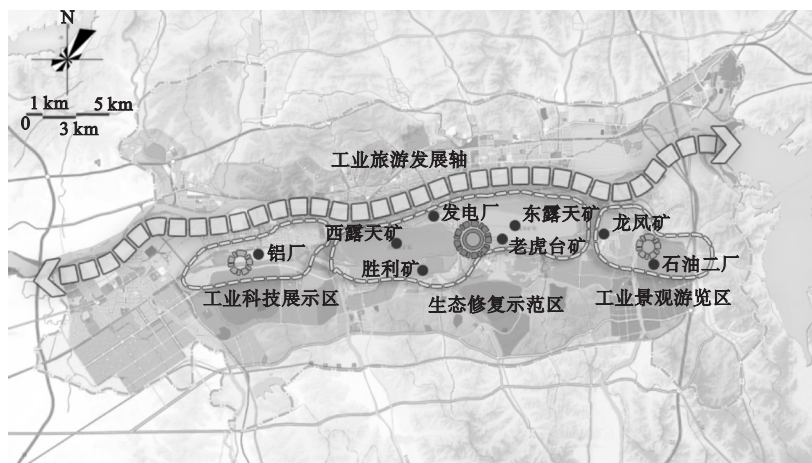 N
1 km 5 km
0 3 km
工业旅游发展轴
发电厂
东露天矿
龙凤矿
西露天矿
老虎台矿
铝厂
胜利矿
石油二厂
工业科技展示区
生态修复示范区
工业景观游览区